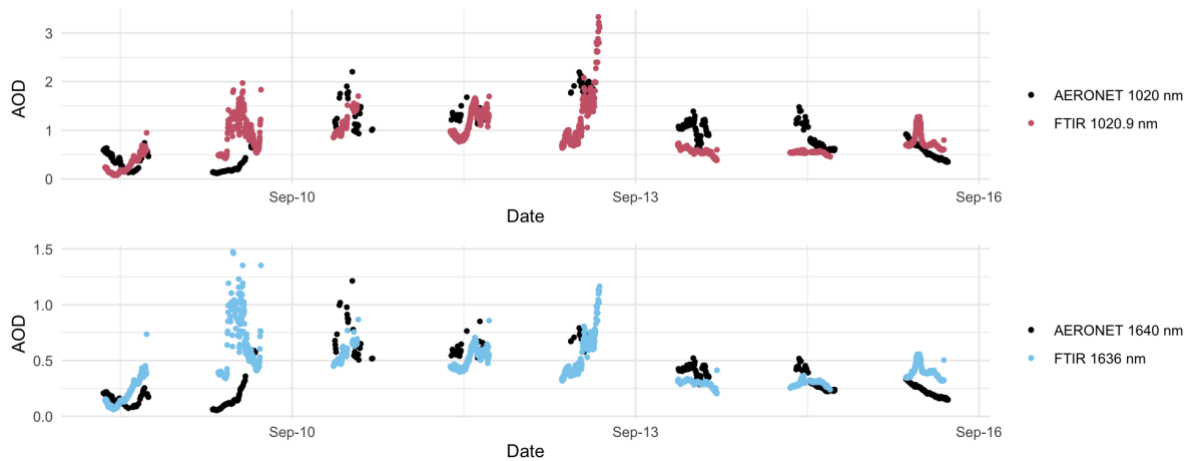 3
2
1
0
AOD
Sep-10
Sep-13
Sep-16
Date
AERONET 1020 nm
FTIR 1020.9 nm
1.5
1.0
0.5
0.0
AOD
Sep-10
Sep-13
Sep-16
Date
AERONET 1640 nm
FTIR 1636 nm